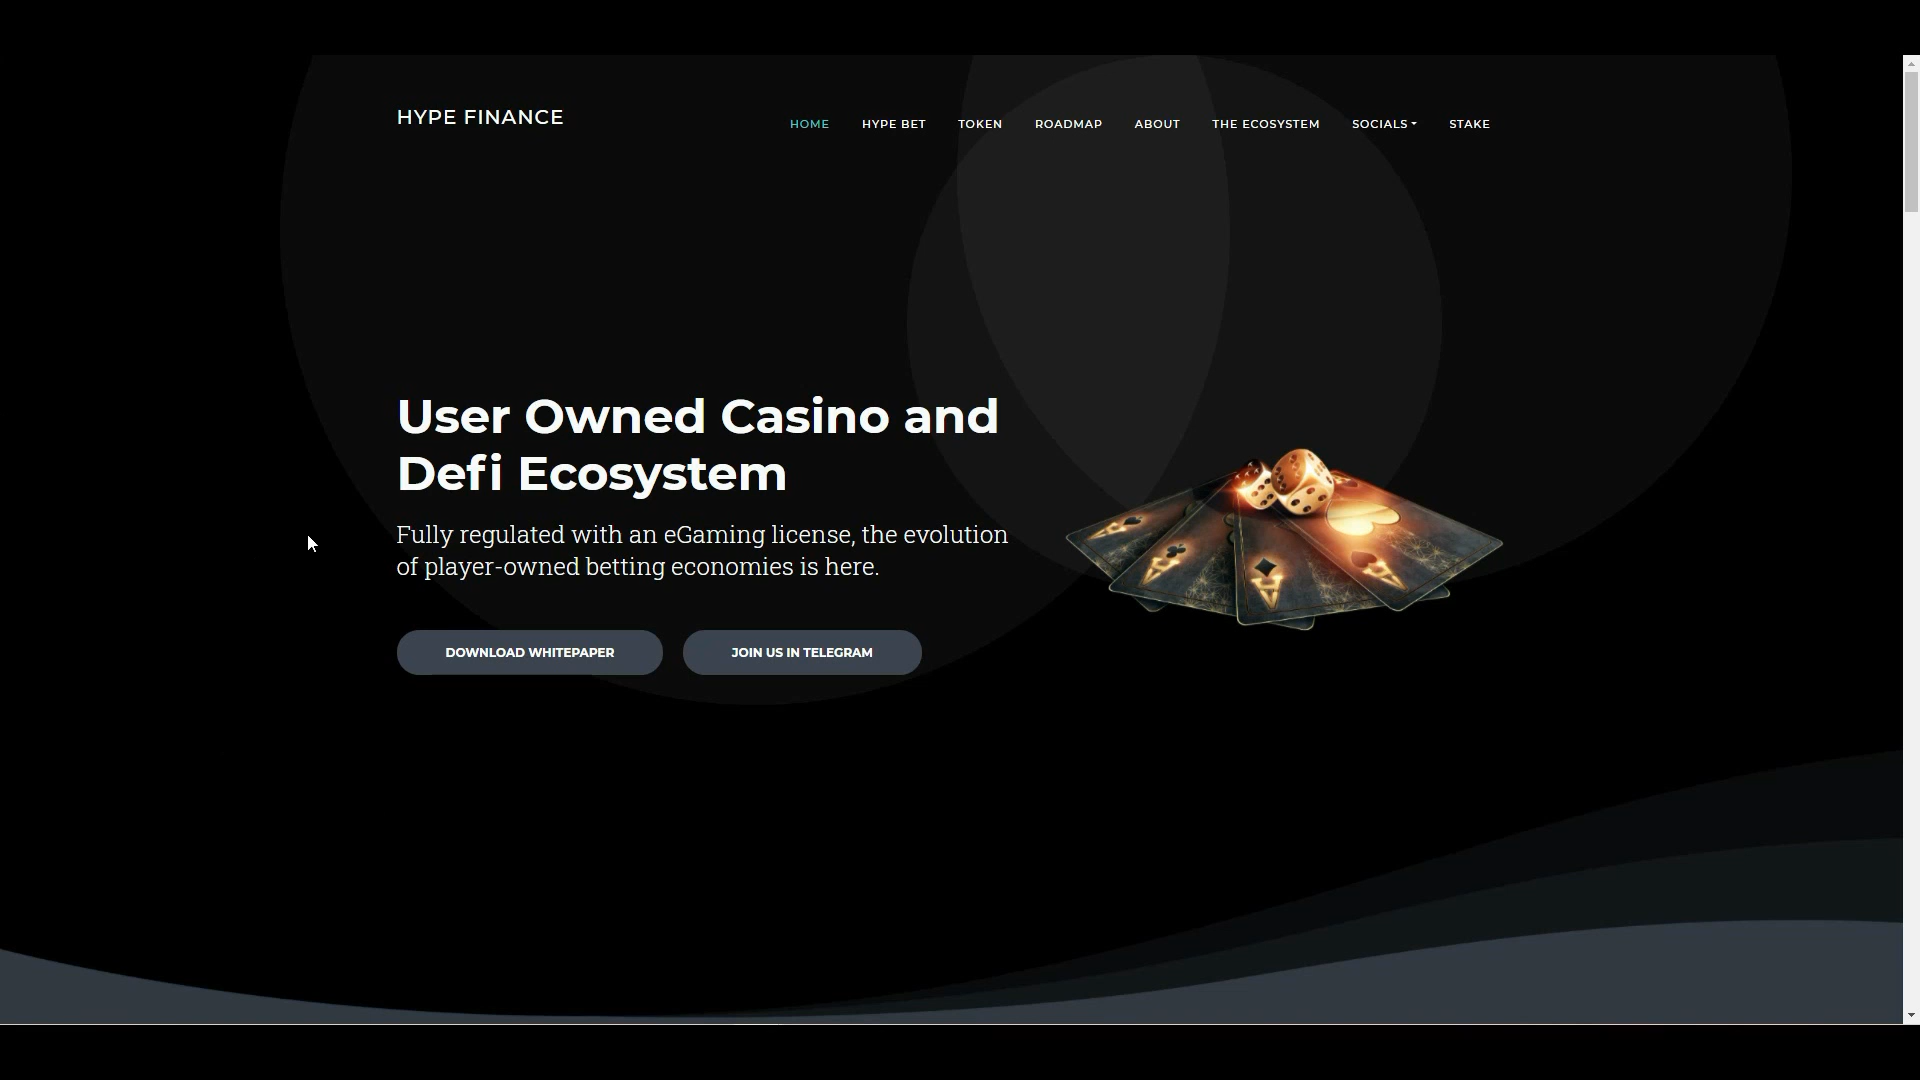 HYPE FINANCE
HOME HYPE BET TOKEN ROADMAP ABOUT THE ECOSYSTEM SOCIALS STAKE
User Owned Casino and
Defi Ecosystem
Fully regulated with an eGaming license, the evolution
of player-owned betting economies is here.
DOWNLOAD WHITEPAPER JOIN US IN TELEGRAM
A A A A